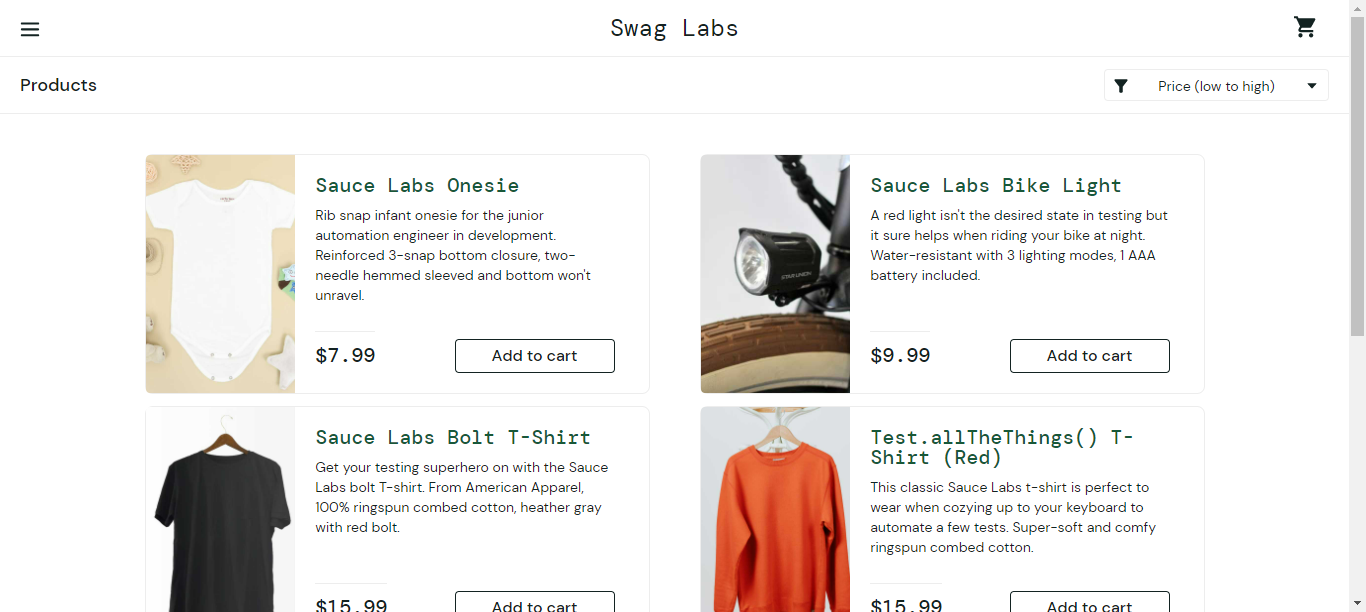 Swag Labs
Products
Price (low to high)
Sauce Labs Onesie
Rib snap infant onesie for the junior
automation engineer in development.
Reinforced 3-snap bottom closure, two-
needle hemmed sleeved and bottom won't
unravel.
$7.99
Add to cart
Sauce Labs Bike Light
A red light isn't the desired state in testing but
it sure helps when riding your bike at night.
Water-resistant with 3 lighting modes, 1 AAA
battery included.
$9.99
Add to cart
STAR UNION
Sauce Labs Bolt T-Shirt
Get your testing superhero on with the Sauce
Labs bolt T-shirt. From American Apparel,
100% ringspun combed cotton, heather gray
with red bolt.
$15.99
Add to cart
Test.allTheThings() T-
Shirt (Red)
This classic Sauce Labs t-shirt is perfect to
wear when cozying up to your keyboard to
automate a few tests. Super-soft and comfy
ringspun combed cotton.
$15.99
Add to cart